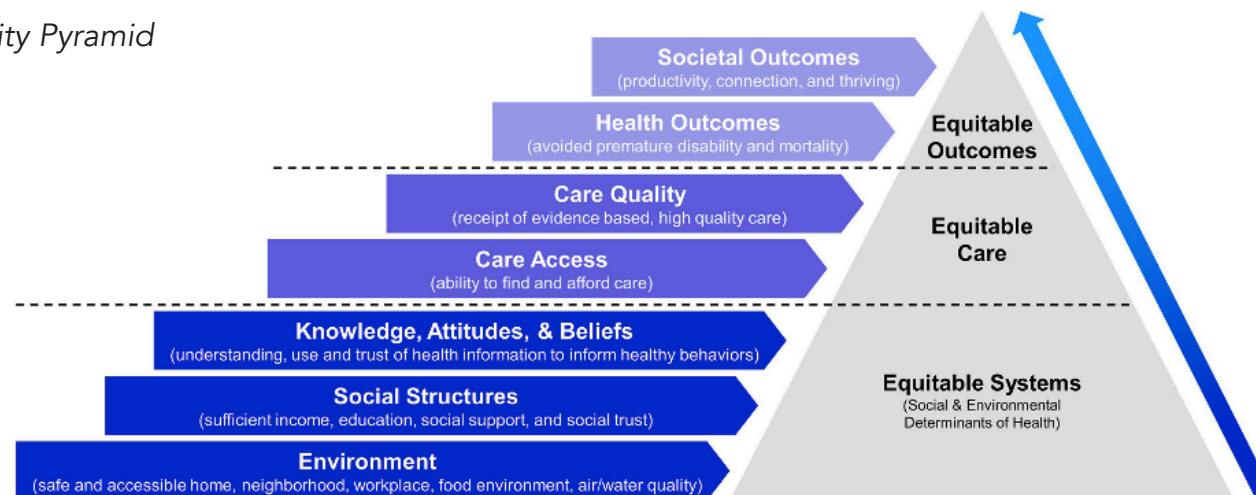 ity Pyramid
Societal Outcomes
(productivity, connection, and thriving)
Health Outcomes
(avoided premature disability and mortality)
Equitable
Outcomes
Care Quality
(receipt of evidence based, high quality care)
Equitable
Care
Care Access
(ability to find and afford care)
Knowledge, Attitudes, & Beliefs
(understanding, use and trust of health information to inform healthy behaviors)
Social Structures
(sufficient income, education, social support, and social trust)
Equitable Systems
(Social & Environmental
Determinants of Health)
Environment
(safe and accessible home, neighborhood, workplace, food environment, air/water quality)